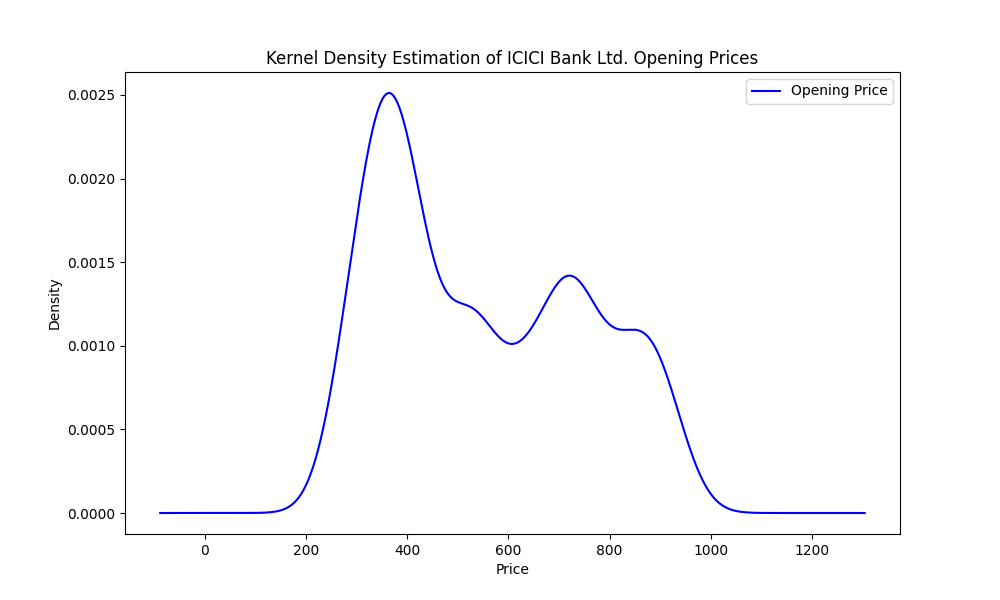 Kernel Density Estimation of ICICI Bank Ltd. Opening Prices
Opening Price
0.0025
0.0020
0.0015
0.0010
0.0005
0.0000
Density
0 200 400 600 800 1000 1200
Price